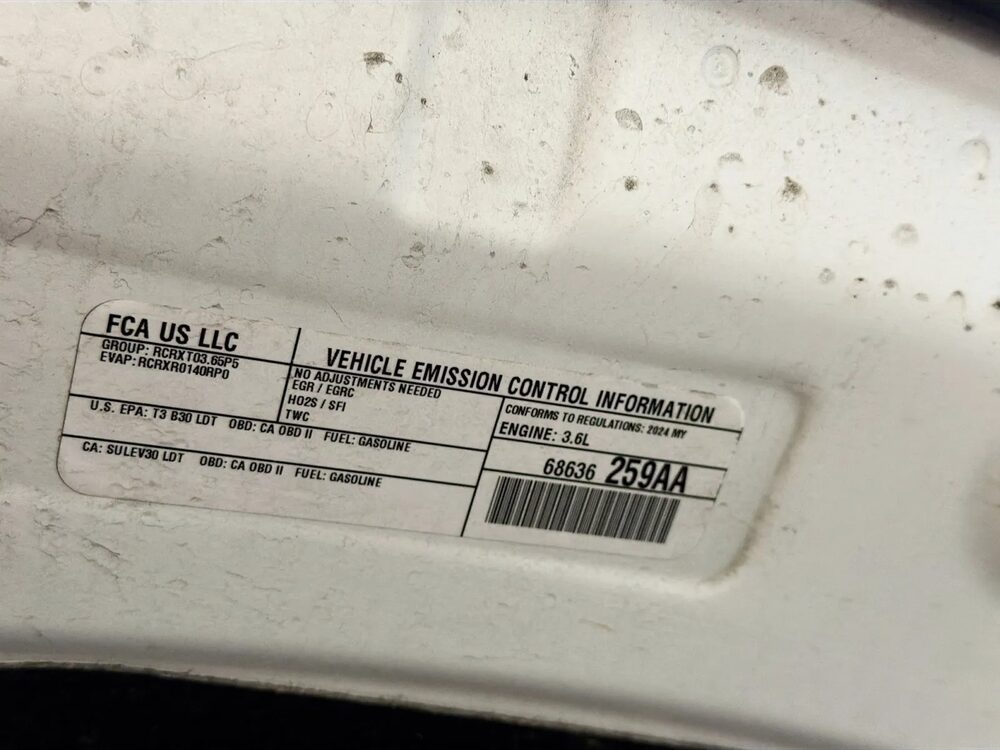 FCA US LLC
GROUP: RCRXT03.65P5
EVAP: RCRXR0140RP0
VEHICLE EMISSION CONTROL INFORMATION
NO ADJUSTMENTS NEEDED
EGR / EGRC
HO2S / SFI
TWC
CONFORMS TO REGULATIONS: 2024 MY
ENGINE: 3.6L
U.S. EPA: T3 B30 LDT OBD: CA OBD II FUEL: GASOLINE
CA: SULEV30 LDT OBD: CA OBD II FUEL: GASOLINE
68636 259AA